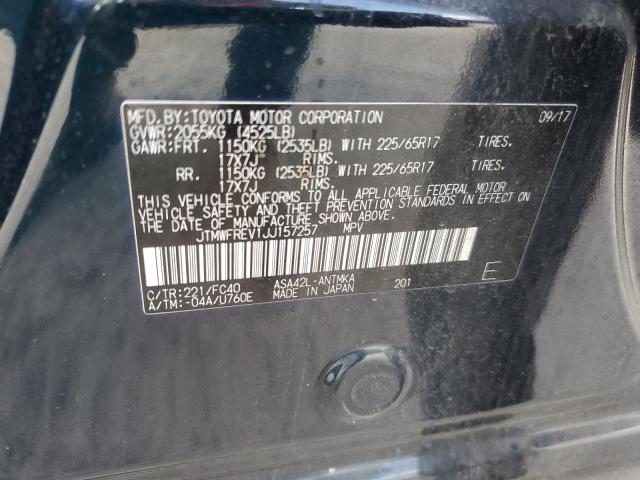 MFD. BY: TOYOTA MOTOR CORPORATION 09/17
GVWR: 2055KG (4525LB)
GAWR: FRT. 1150KG (2535LB) WITH 225/65R17 TIRES.
17X7J RIMS.
RR. 1150KG (2535LB) WITH 225/65R17 TIRES.
17X7J RIMS.
THIS VEHICLE CONFORMS TO ALL APPLICABLE FEDERAL MOTOR
VEHICLE SAFETY AND THEFT PREVENTION STANDARDS IN EFFECT ON
THE DATE OF MANUFACTURE SHOWN ABOVE.
JTMWFREV1JJ157257 MPV
C/TR: 221/FC40 ASA42L-ANTMKA 201 E
A/TM: -04A/U760E MADE IN JAPAN